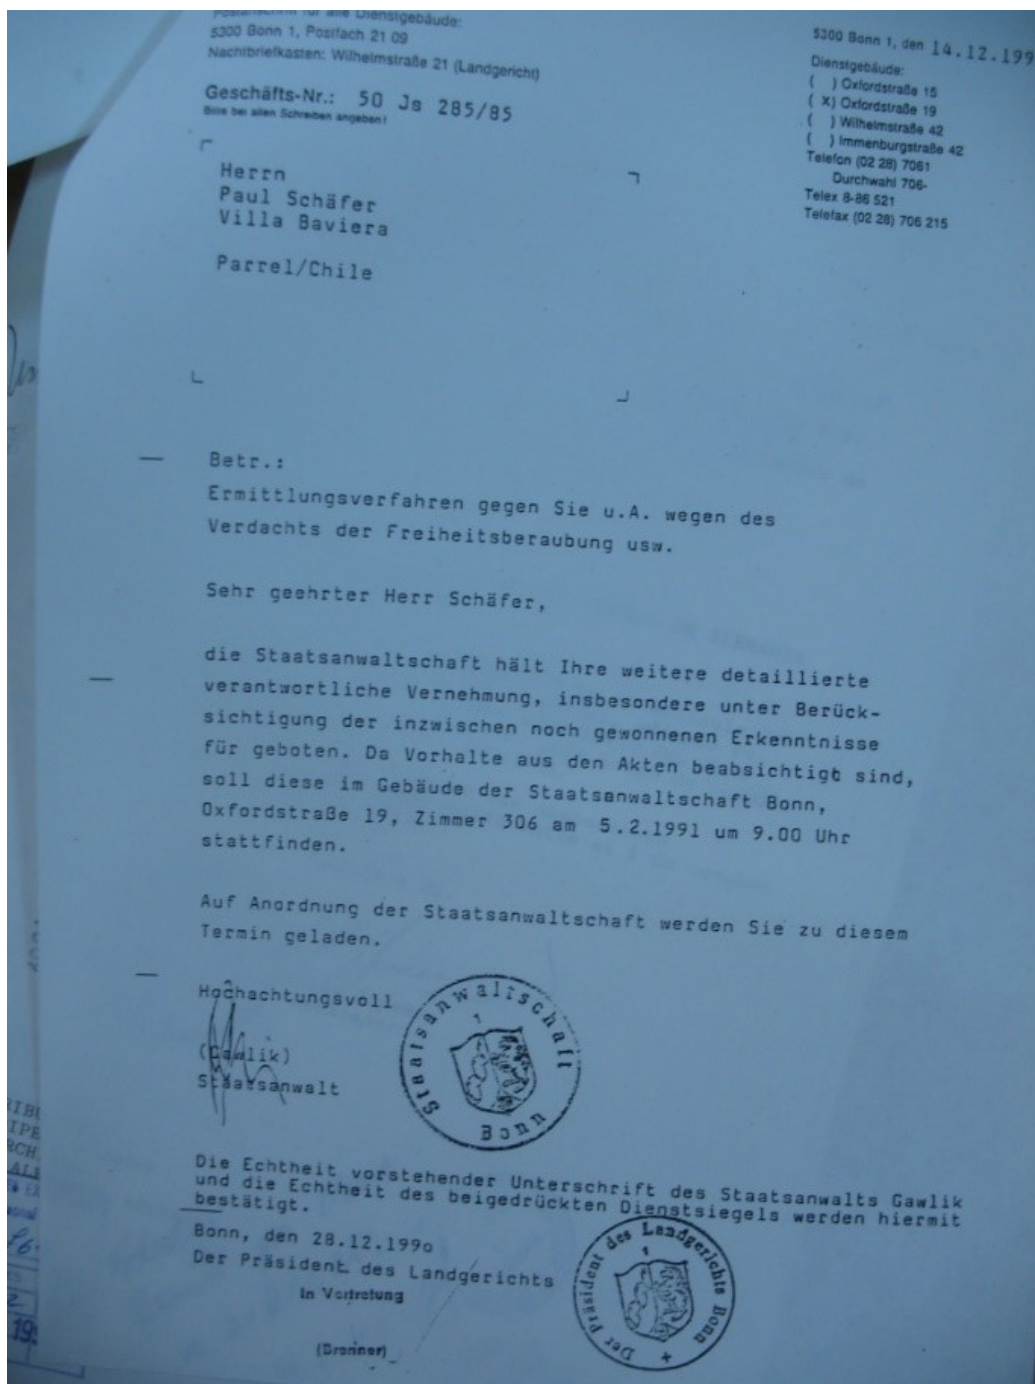 Postanschrift für alle Dienstgebäude:
5300 Bonn 1, Postfach 21 09
Nachtbriefkasten: Wilhelmstraße 21 (Landgericht)
Geschäfts-Nr.: 50 Js 285/85
Bitte bei allen Schreiben angeben!
5300 Bonn 1, den 14.12.199
Dienstgebäude:
( ) Oxfordstraße 15
( X) Oxfordstraße 19
( ) Wilhelmstraße 42
( ) Immenburgstraße 42
Telefon (02 28) 7061
Durchwahl 706-
Telex 8-86 521
Telefax (02 28) 706 215
Herrn
Paul Schäfer
Villa Baviera
Parrel/Chile
Betr.:
Ermittlungsverfahren gegen Sie u.A. wegen des
Verdachts der Freiheitsberaubung usw.
Sehr geehrter Herr Schäfer,
die Staatsanwaltschaft hält Ihre weitere detaillierte
verantwortliche Vernehmung, insbesondere unter Berück-
sichtigung der inzwischen noch gewonnenen Erkenntnisse
für geboten. Da Vorhalte aus den Akten beabsichtigt sind,
soll diese im Gebäude der Staatsanwaltschaft Bonn,
Oxfordstraße 19, Zimmer 306 am 5.2.1991 um 9.00 Uhr
stattfinden.
Auf Anordnung der Staatsanwaltschaft werden Sie zu diesem
Termin geladen.
Hochachtungsvoll
(Gawlik)
Staatsanwalt
Staatsanwaltschaft
1
Bonn
Die Echtheit vorstehender Unterschrift des Staatsanwalts Gawlik
und die Echtheit des beigedrückten Dienstsiegels werden hiermit
bestätigt.
Bonn, den 28.12.199o
Der Präsident des Landgerichts
In Vertretung
(Brenner)
Der Präsident des Landgerichts Bonn
1